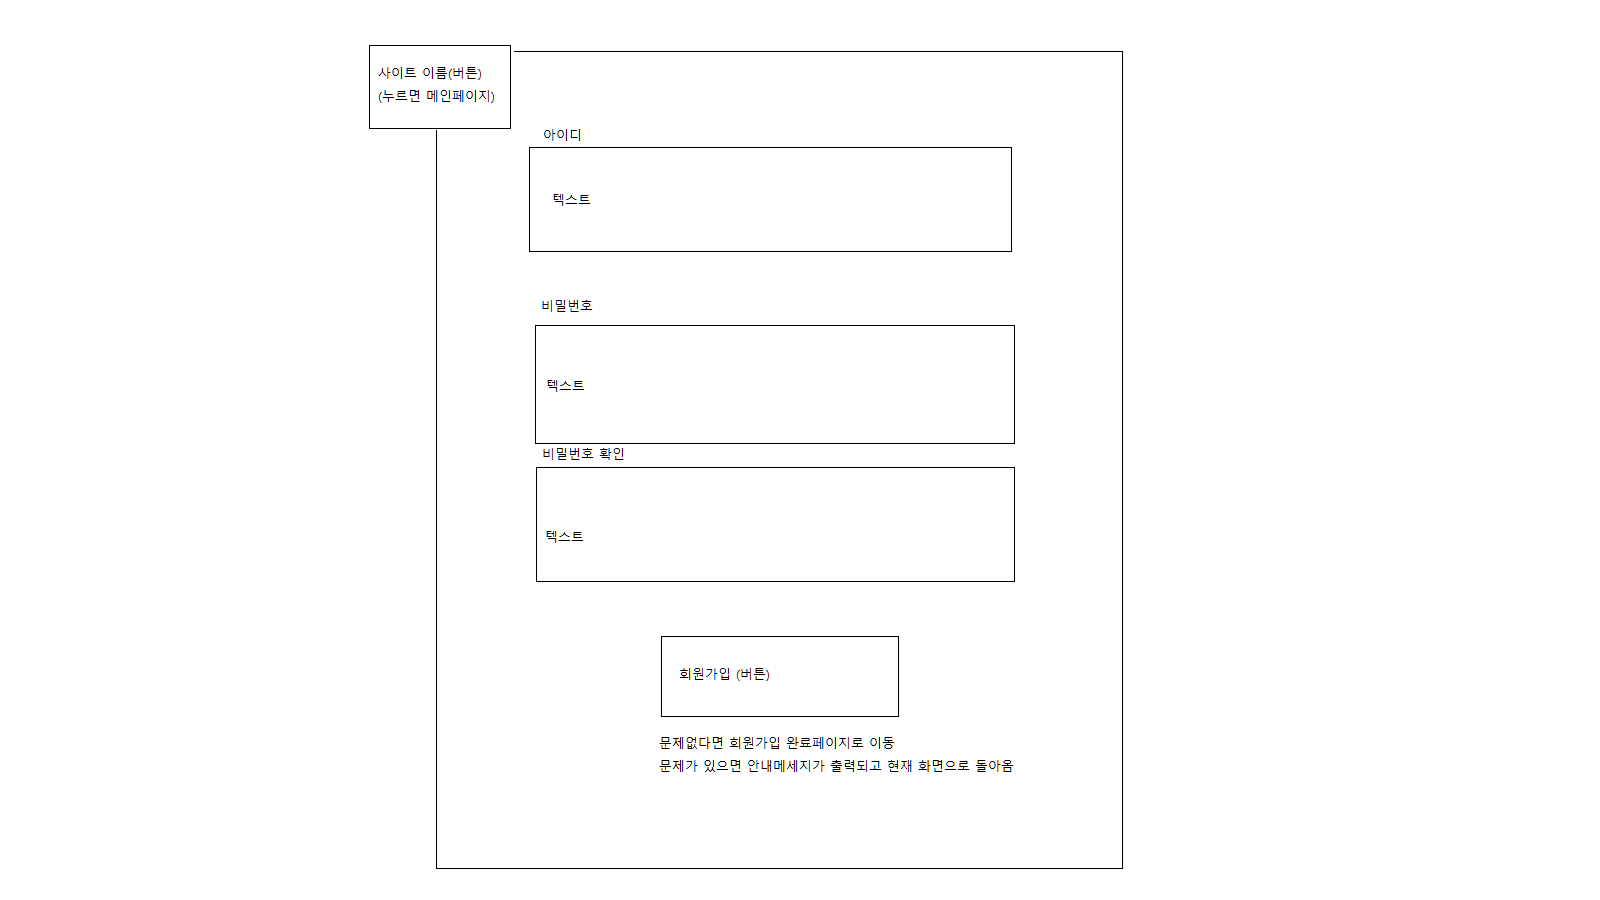 사이트 이름(버튼)
(누르면 메인페이지)
아이디
텍스트
비밀번호
텍스트
비밀번호 확인
텍스트
회원가입 (버튼)
문제없다면 회원가입 완료페이지로 이동
문제가 있으면 안내메세지가 출력되고 현재 화면으로 돌아옴